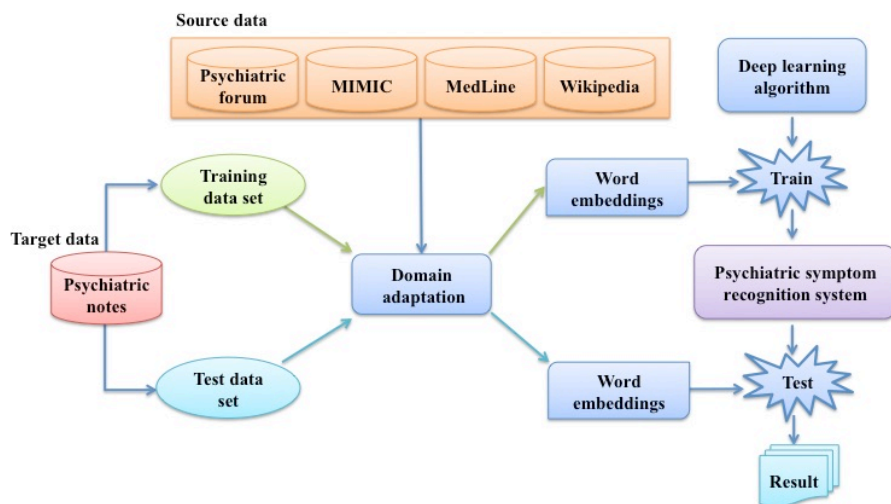 Source data
Psychiatric
forum
MIMIC
MedLine
Wikipedia
Deep learning
algorithm
Training
data set
Word
embeddings
Train
Target data
Psychiatric
notes
Domain
adaptation
Psychiatric symptom
recognition system
Test data
set
Word
embeddings
Test
Result